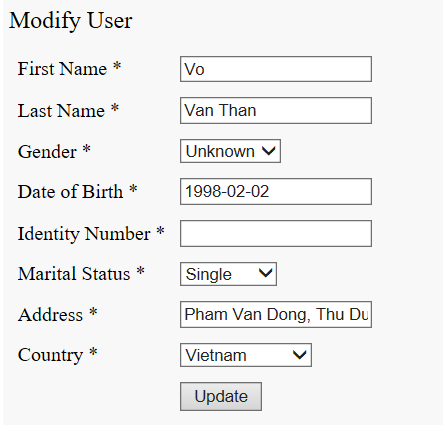 Modify User
First Name * Vo
Last Name * Van Than
Gender * Unknown
Date of Birth * 1998-02-02
Identity Number *
Marital Status * Single
Address * Pham Van Dong, Thu Du
Country * Vietnam
Update